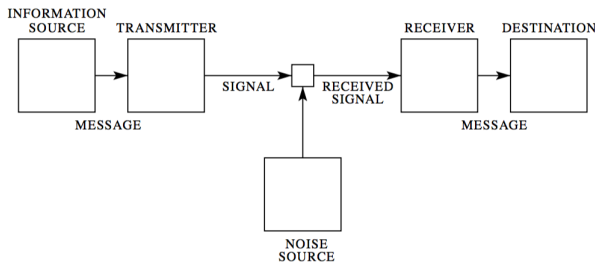 INFORMATION
SOURCE
TRANSMITTER
RECEIVER
DESTINATION
SIGNAL
RECEIVED
SIGNAL
MESSAGE
MESSAGE
NOISE
SOURCE